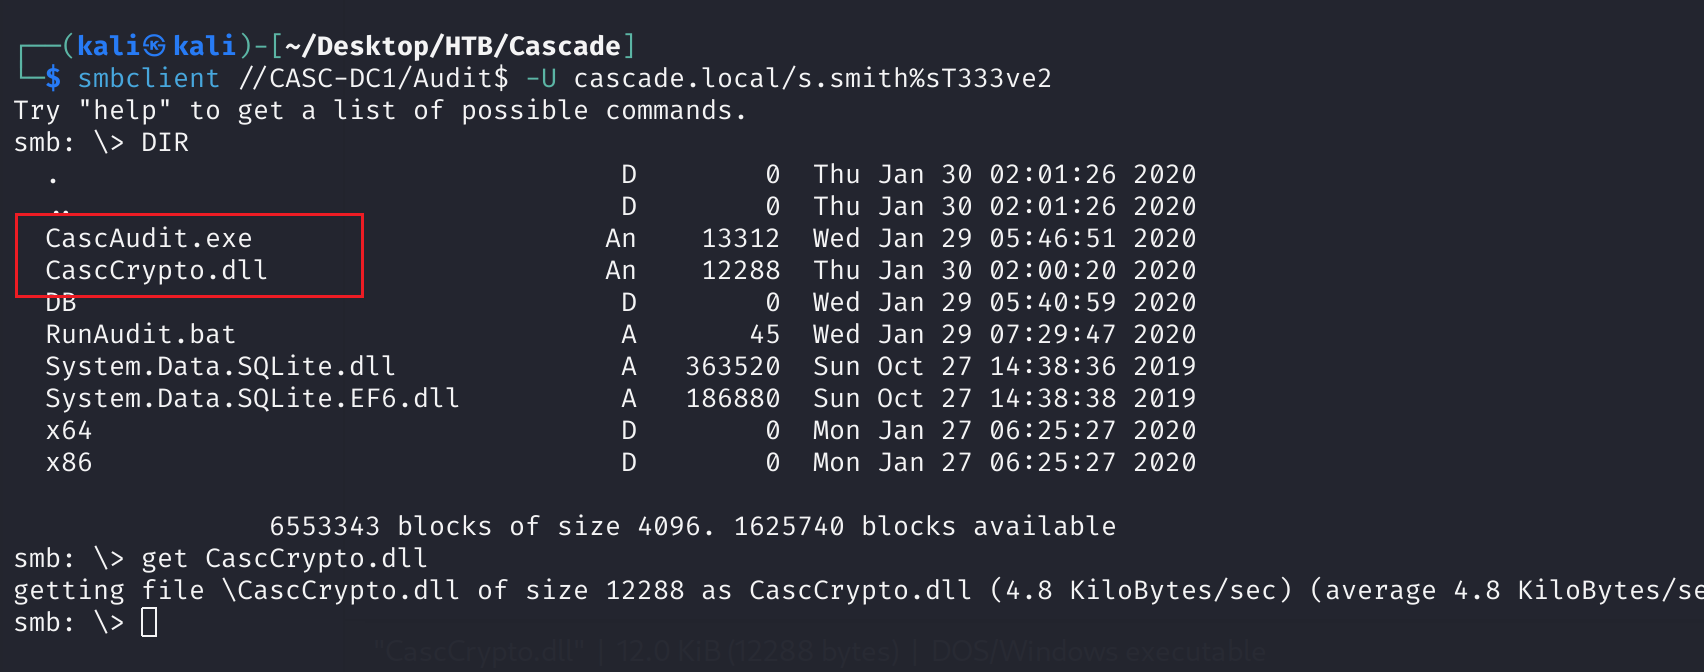 ┌──(kali㉿kali)-[~/Desktop/HTB/Cascade]
└─$ smbclient //CASC-DC1/Audit$ -U cascade.local/s.smith%sT333ve2
Try "help" to get a list of possible commands.
smb: \> DIR
  .                                   D        0  Thu Jan 30 02:01:26 2020
  ..                                  D        0  Thu Jan 30 02:01:26 2020
  CascAudit.exe                      An    13312  Wed Jan 29 05:46:51 2020
  CascCrypto.dll                     An    12288  Thu Jan 30 02:00:20 2020
  DB                                  D        0  Wed Jan 29 05:40:59 2020
  RunAudit.bat                        A       45  Wed Jan 29 07:29:47 2020
  System.Data.SQLite.dll              A   363520  Sun Oct 27 14:38:36 2019
  System.Data.SQLite.EF6.dll          A   186880  Sun Oct 27 14:38:38 2019
  x64                                 D        0  Mon Jan 27 06:25:27 2020
  x86                                 D        0  Mon Jan 27 06:25:27 2020
                6553343 blocks of size 4096. 1625740 blocks available
smb: \> get CascCrypto.dll
getting file \CascCrypto.dll of size 12288 as CascCrypto.dll (4.8 KiloBytes/sec) (average 4.8 KiloBytes/se
smb: \>
"CascCrypto.dll" | 12.0 KiB (12288 bytes) | DOS/Windows executable